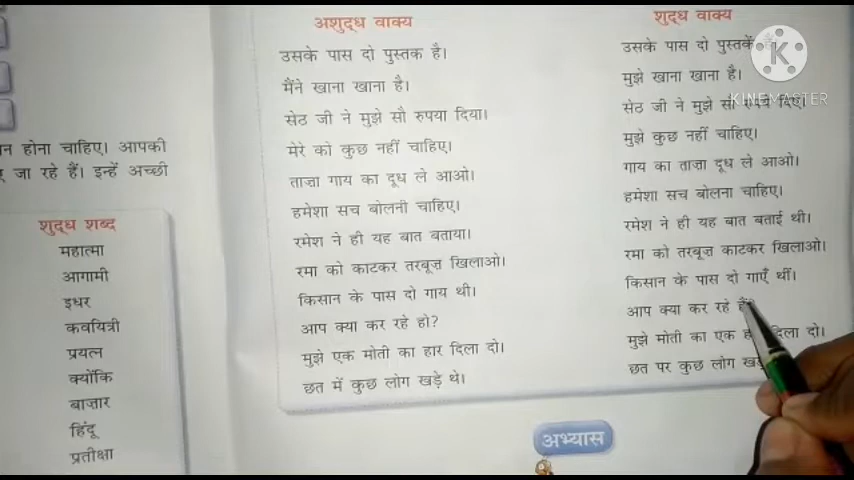 न होना चाहिए। आपकी
जा रहे हैं। इन्हें अच्छी
शुद्ध शब्द
महात्मा
आगामी
इधर
कवयित्री
प्रयत्न
क्योंकि
बाज़ार
हिंदू
प्रतीक्षा
अशुद्ध वाक्य
उसके पास दो पुस्तक है।
मैंने खाना खाना है।
सेठ जी ने मुझे सौ रुपया दिया।
मेरे को कुछ नहीं चाहिए।
ताज़ा गाय का दूध ले आओ।
हमेशा सच बोलनी चाहिए।
रमेश ने ही यह बात बताया।
रमा को काटकर तरबूज़ खिलाओ।
किसान के पास दो गाय थी।
आप क्या कर रहे हो?
मुझे एक मोती का हार दिला दो।
छत में कुछ लोग खड़े थे।
शुद्ध वाक्य
उसके पास दो पुस्तकें
मुझे खाना खाना है।
सेठ जी ने मुझे सौ रुपये दिए।
मुझे कुछ नहीं चाहिए।
गाय का ताज़ा दूध ले आओ।
हमेशा सच बोलना चाहिए।
रमेश ने ही यह बात बताई थी।
रमा को तरबूज़ काटकर खिलाओ।
किसान के पास दो गाएँ थीं।
आप क्या कर रहे हैं?
मुझे मोती का एक दिला दो।
छत पर कुछ लोग
अभ्यास
K
KINEMASTER